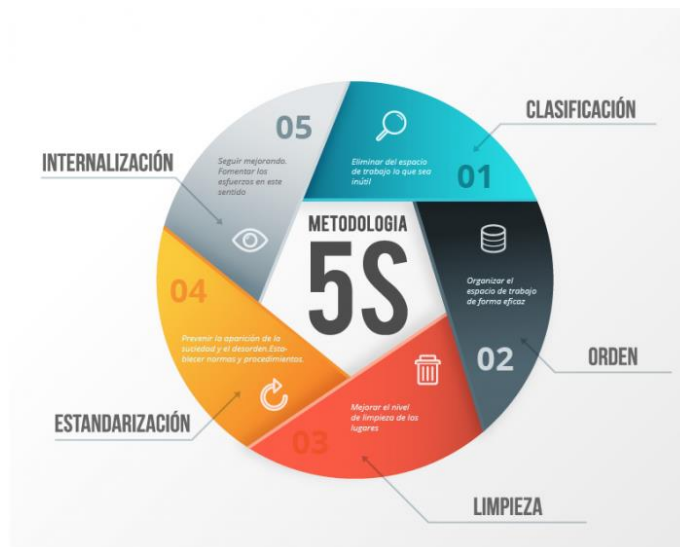 METODOLOGIA
5S
CLASIFICACIÓN
01
Eliminar del espacio
de trabajo lo que sea
inútil
ORDEN
02
Organizar el
espacio de trabajo
de forma eficaz
LIMPIEZA
03
Mejorar el nivel
de limpieza de los
lugares
ESTANDARIZACIÓN
04
Prevenir la aparición de la
suciedad y el desorden.Esta-
blecer normas y procedimientos.
INTERNALIZACIÓN
05
Seguir mejorando.
Fomentar los
esfuerzos en este
sentido